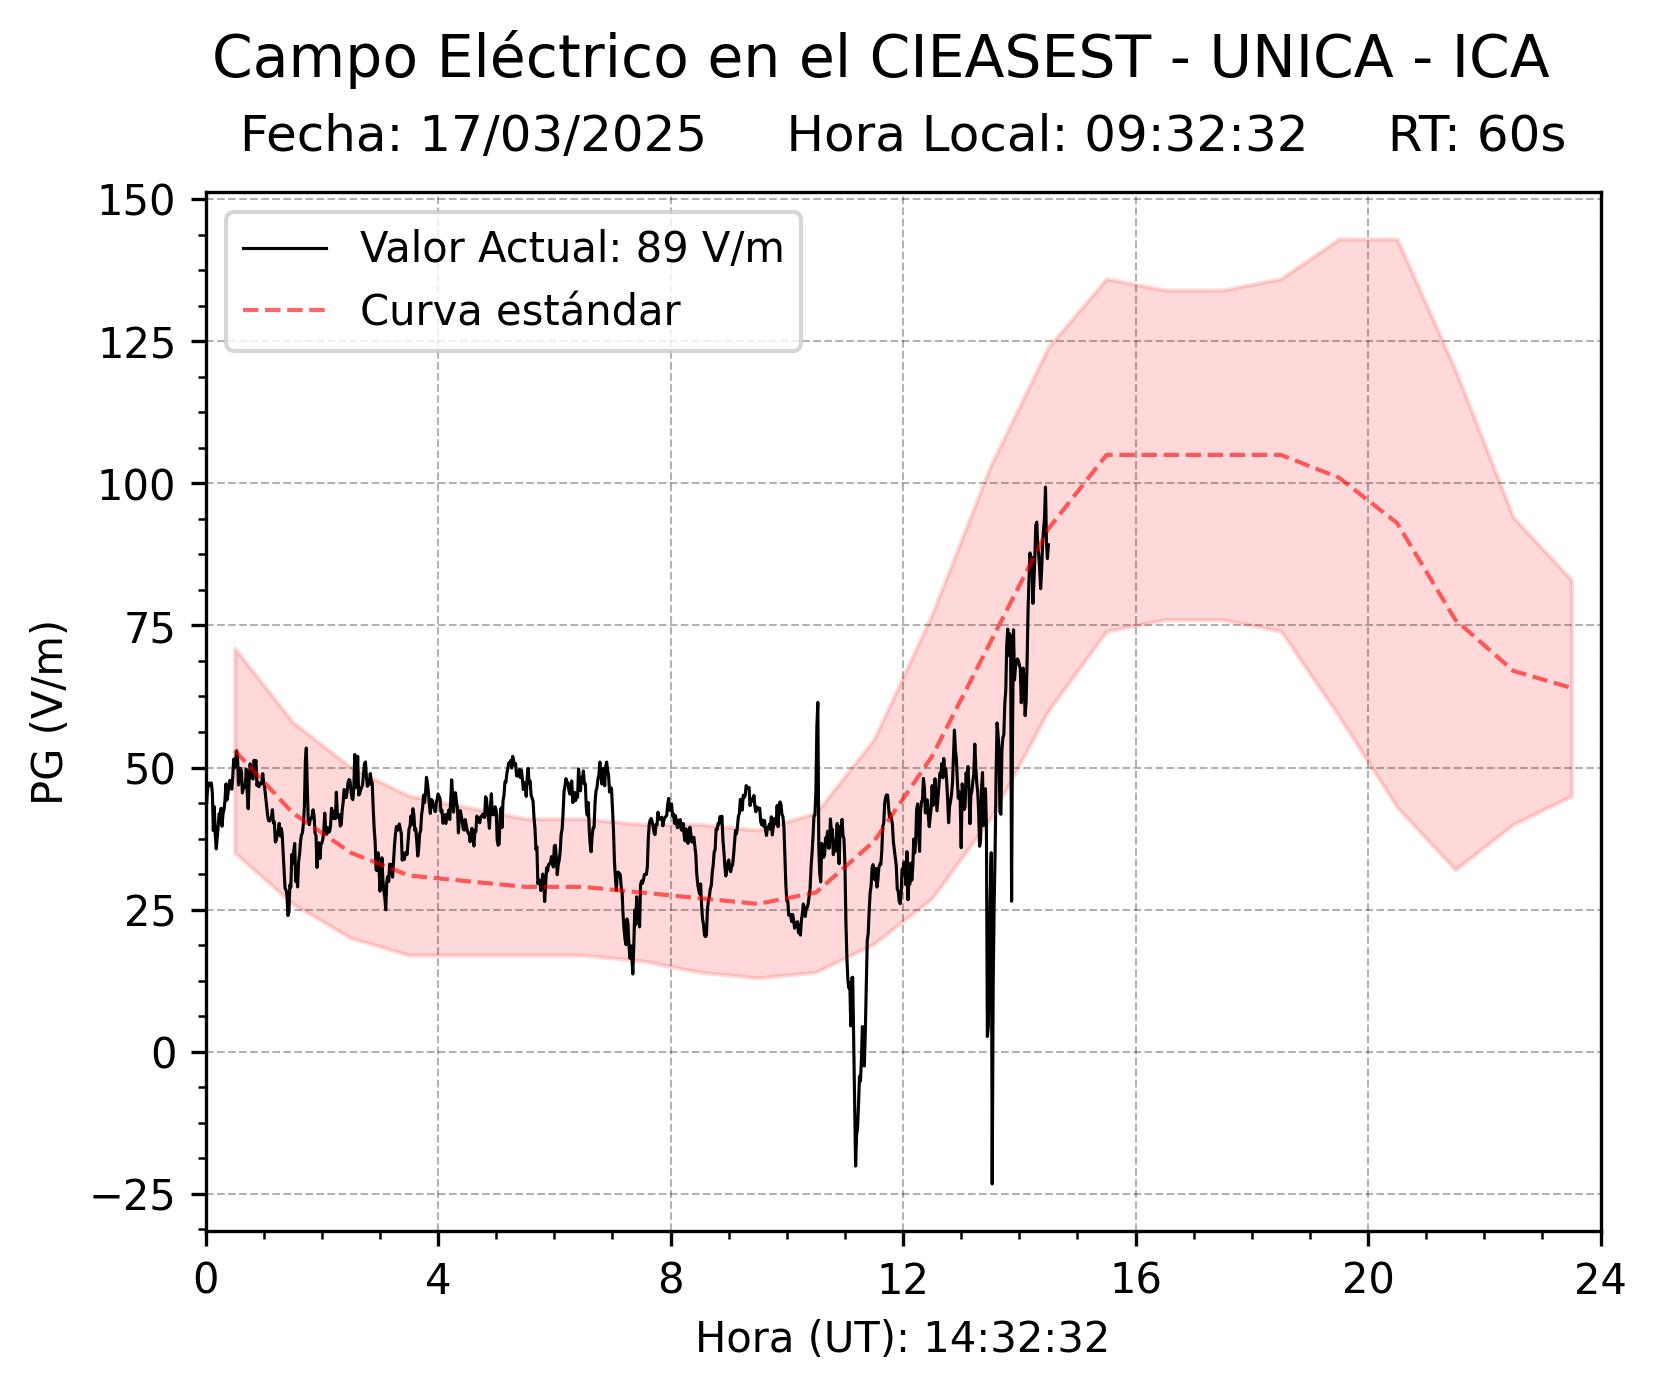 Campo Eléctrico en el CIEASEST - UNICA - ICA
Fecha: 17/03/2025 Hora Local: 09:32:32 RT: 60s
Valor Actual: 89 V/m
Curva estándar
PG (V/m)
150
125
100
75
50
25
0
−25
0 4 8 12 16 20 24
Hora (UT): 14:32:32